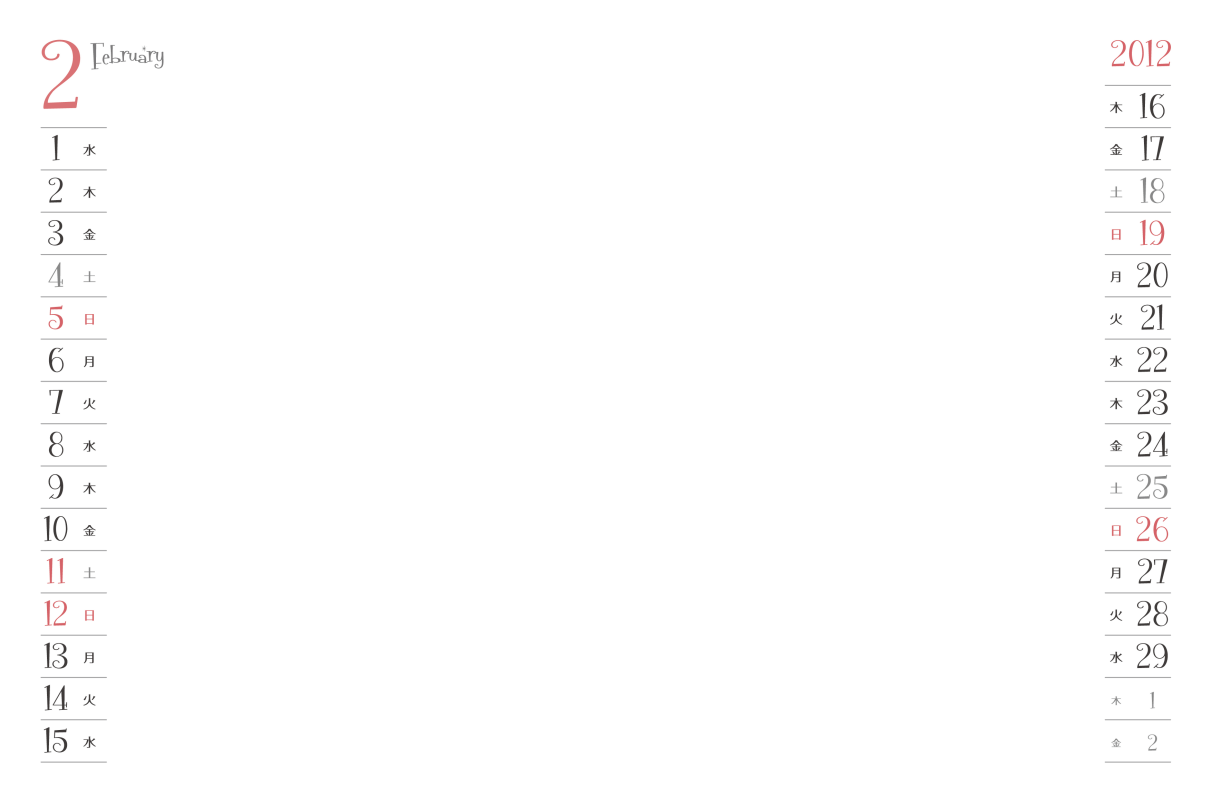 2 February
1 水
2 木
3 金
4 土
5 日
6 月
7 火
8 水
9 木
10 金
11 土
12 日
13 月
14 火
15 水
2012
木 16
金 17
土 18
日 19
月 20
火 21
水 22
木 23
金 24
土 25
日 26
月 27
火 28
水 29
木 1
金 2